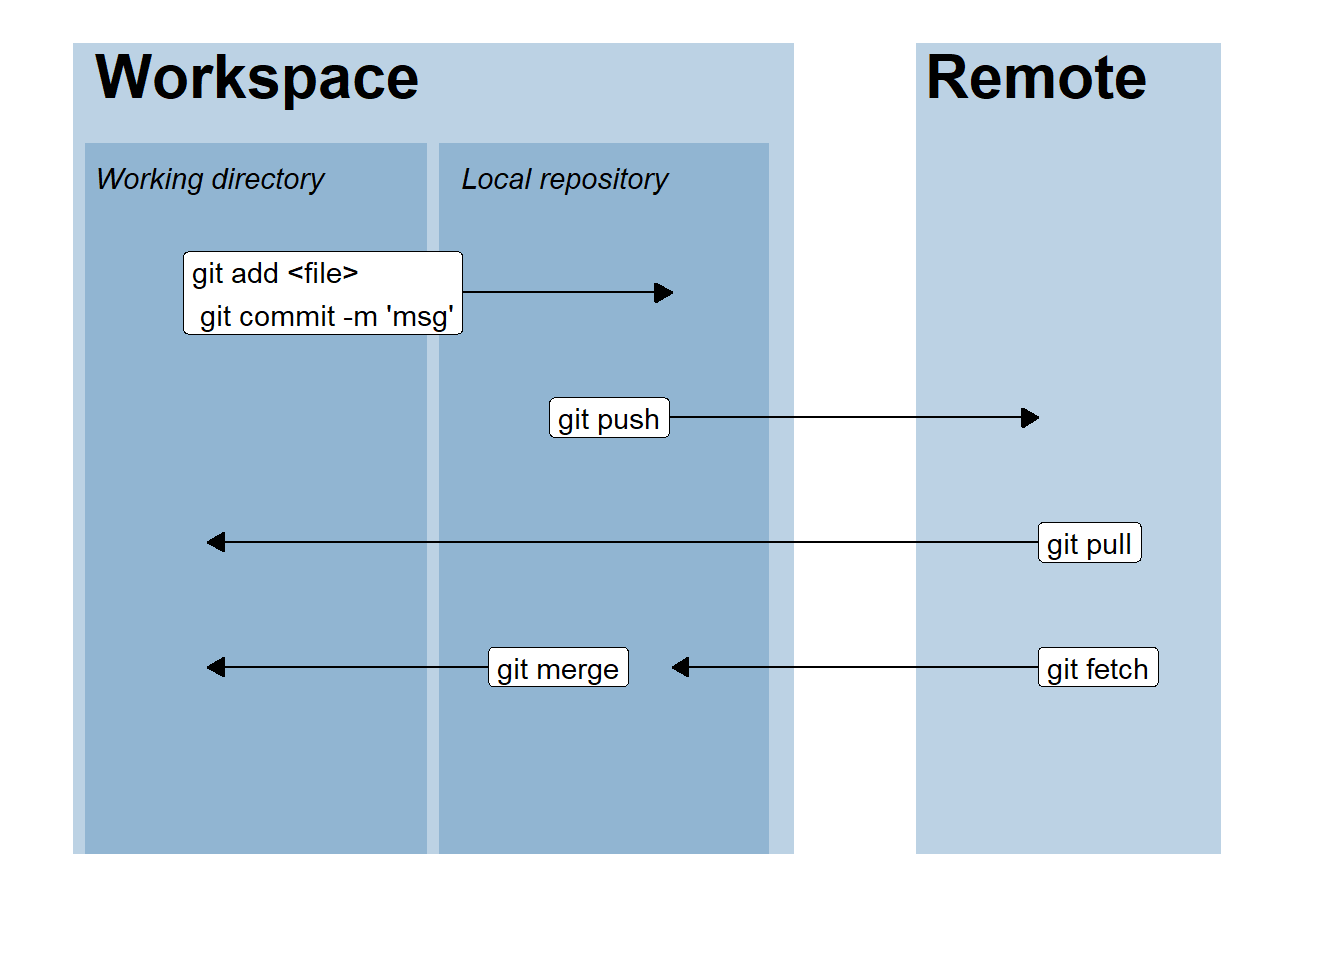 Workspace
Remote
Working directory
Local repository
git add <file>
git commit -m 'msg'
git push
git pull
git merge
git fetch